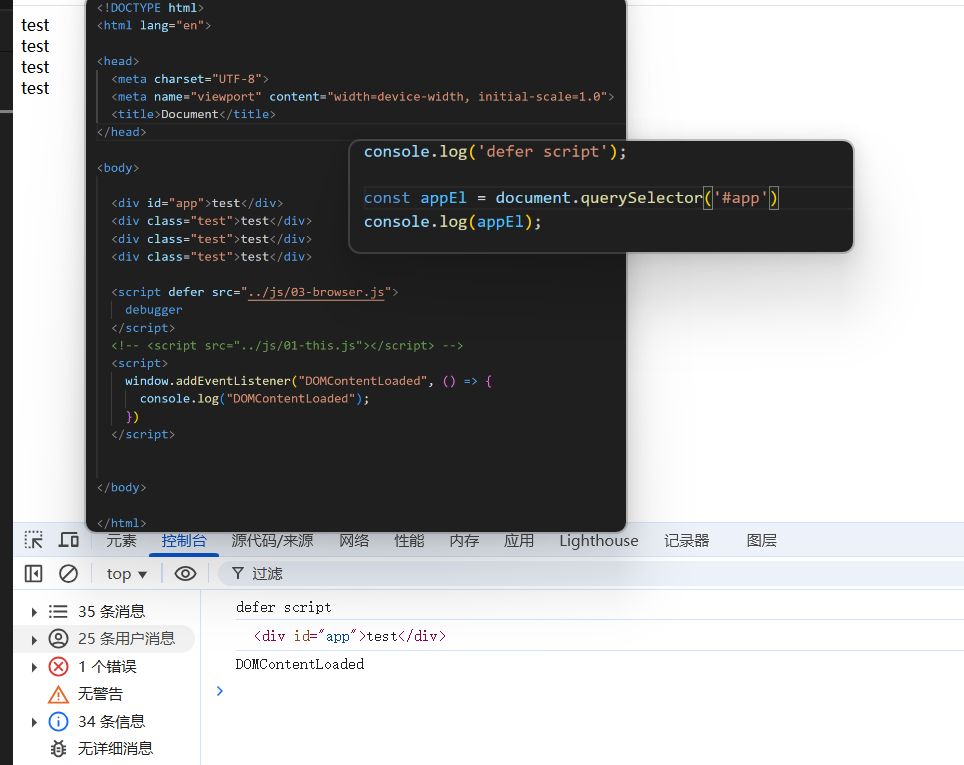 test
test
test
test
<!DOCTYPE html>
<html lang="en">
<head>
<meta charset="UTF-8">
<meta name="viewport" content="width=device-width, initial-scale=1.0">
<title>Document</title>
</head>
<body>
<div id="app">test</div>
<div class="test">test</div>
<div class="test">test</div>
<div class="test">test</div>
<script defer src="../js/03-browser.js">
debugger
</script>
<!-- <script src="../js/01-this.js"></script> -->
<script>
window.addEventListener("DOMContentLoaded", () => {
console.log("DOMContentLoaded");
})
</script>
</body>
</html>
console.log('defer script');
const appEl = document.querySelector('#app')
console.log(appEl);
元素 控制台 源代码/来源 网络 性能 内存 应用 Lighthouse 记录器 图层
top 过滤
35 条消息
25 条用户消息
1 个错误
无警告
34 条信息
无详细消息
defer script
<div id="app">test</div>
DOMContentLoaded